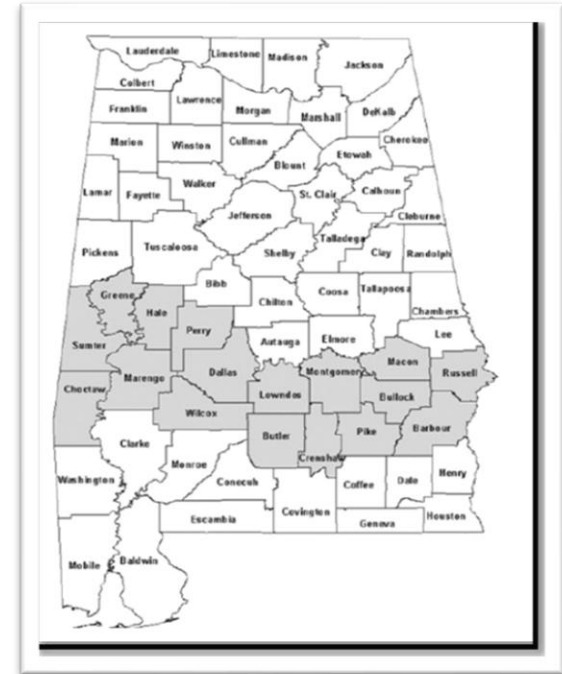 Lauderdale
Limestone
Madison
Jackson
Colbert
Lawrence
Franklin
Morgan
Marshall
DeKalb
Cherokee
Marion
Winston
Cullman
Etowah
Blount
Walker
St. Clair
Calhoun
Lamar
Fayette
Jefferson
Cleburne
Talladega
Pickens
Tuscaloosa
Shelby
Clay
Randolph
Bibb
Greene
Coosa
Tallapoosa
Chilton
Hale
Chambers
Perry
Lee
Autauga
Elmore
Sumter
Macon
Dallas
Montgomery
Russell
Marengo
Choctaw
Lowndes
Bullock
Wilcox
Barbour
Butler
Pike
Clarke
Crenshaw
Monroe
Henry
Washington
Conecuh
Coffee
Dale
Covington
Houston
Escambia
Geneva
Mobile
Baldwin